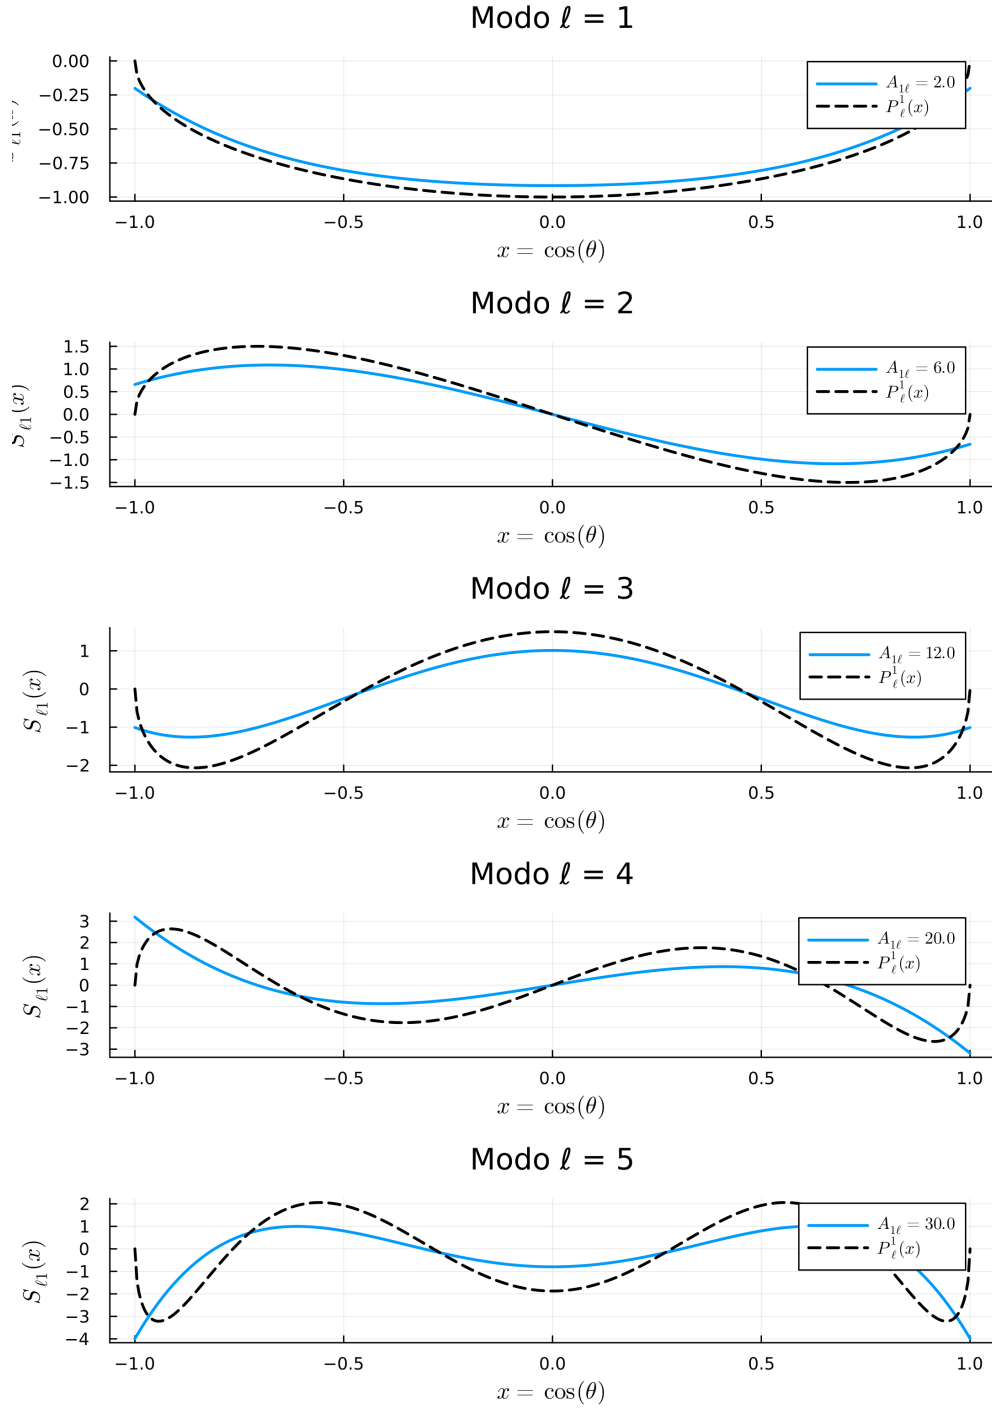 Modo ℓ = 1
0.00
−0.25
−0.50
−0.75
−1.00
A₁ℓ = 2.0
P¹ℓ(x)
−1.0 −0.5 0.0 0.5 1.0
x = cos(θ)
Modo ℓ = 2
Sℓ1(x)
1.5
1.0
0.5
0.0
−0.5
−1.0
−1.5
A₁ℓ = 6.0
P¹ℓ(x)
−1.0 −0.5 0.0 0.5 1.0
x = cos(θ)
Modo ℓ = 3
Sℓ1(x)
1
0
−1
−2
A₁ℓ = 12.0
P¹ℓ(x)
−1.0 −0.5 0.0 0.5 1.0
x = cos(θ)
Modo ℓ = 4
Sℓ1(x)
3
2
1
0
−1
−2
−3
A₁ℓ = 20.0
P¹ℓ(x)
−1.0 −0.5 0.0 0.5 1.0
x = cos(θ)
Modo ℓ = 5
Sℓ1(x)
2
1
0
−1
−2
−3
−4
A₁ℓ = 30.0
P¹ℓ(x)
−1.0 −0.5 0.0 0.5 1.0
x = cos(θ)